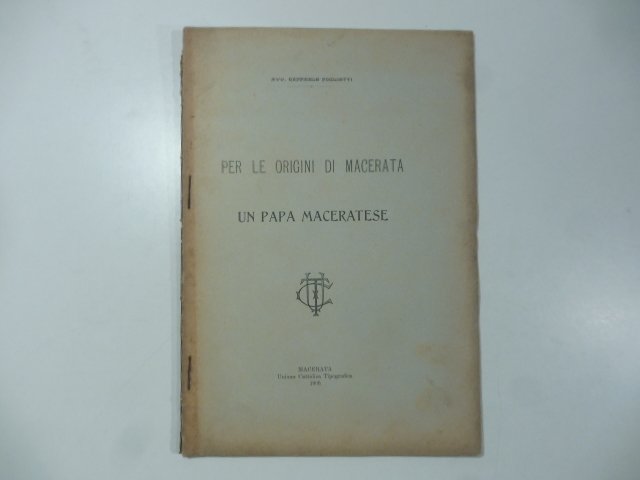 AVV. RAFFAELE FOGLIETTI
PER LE ORIGINI DI MACERATA
UN PAPA MACERATESE
MACERATA
Unione Cattolica Tipografica